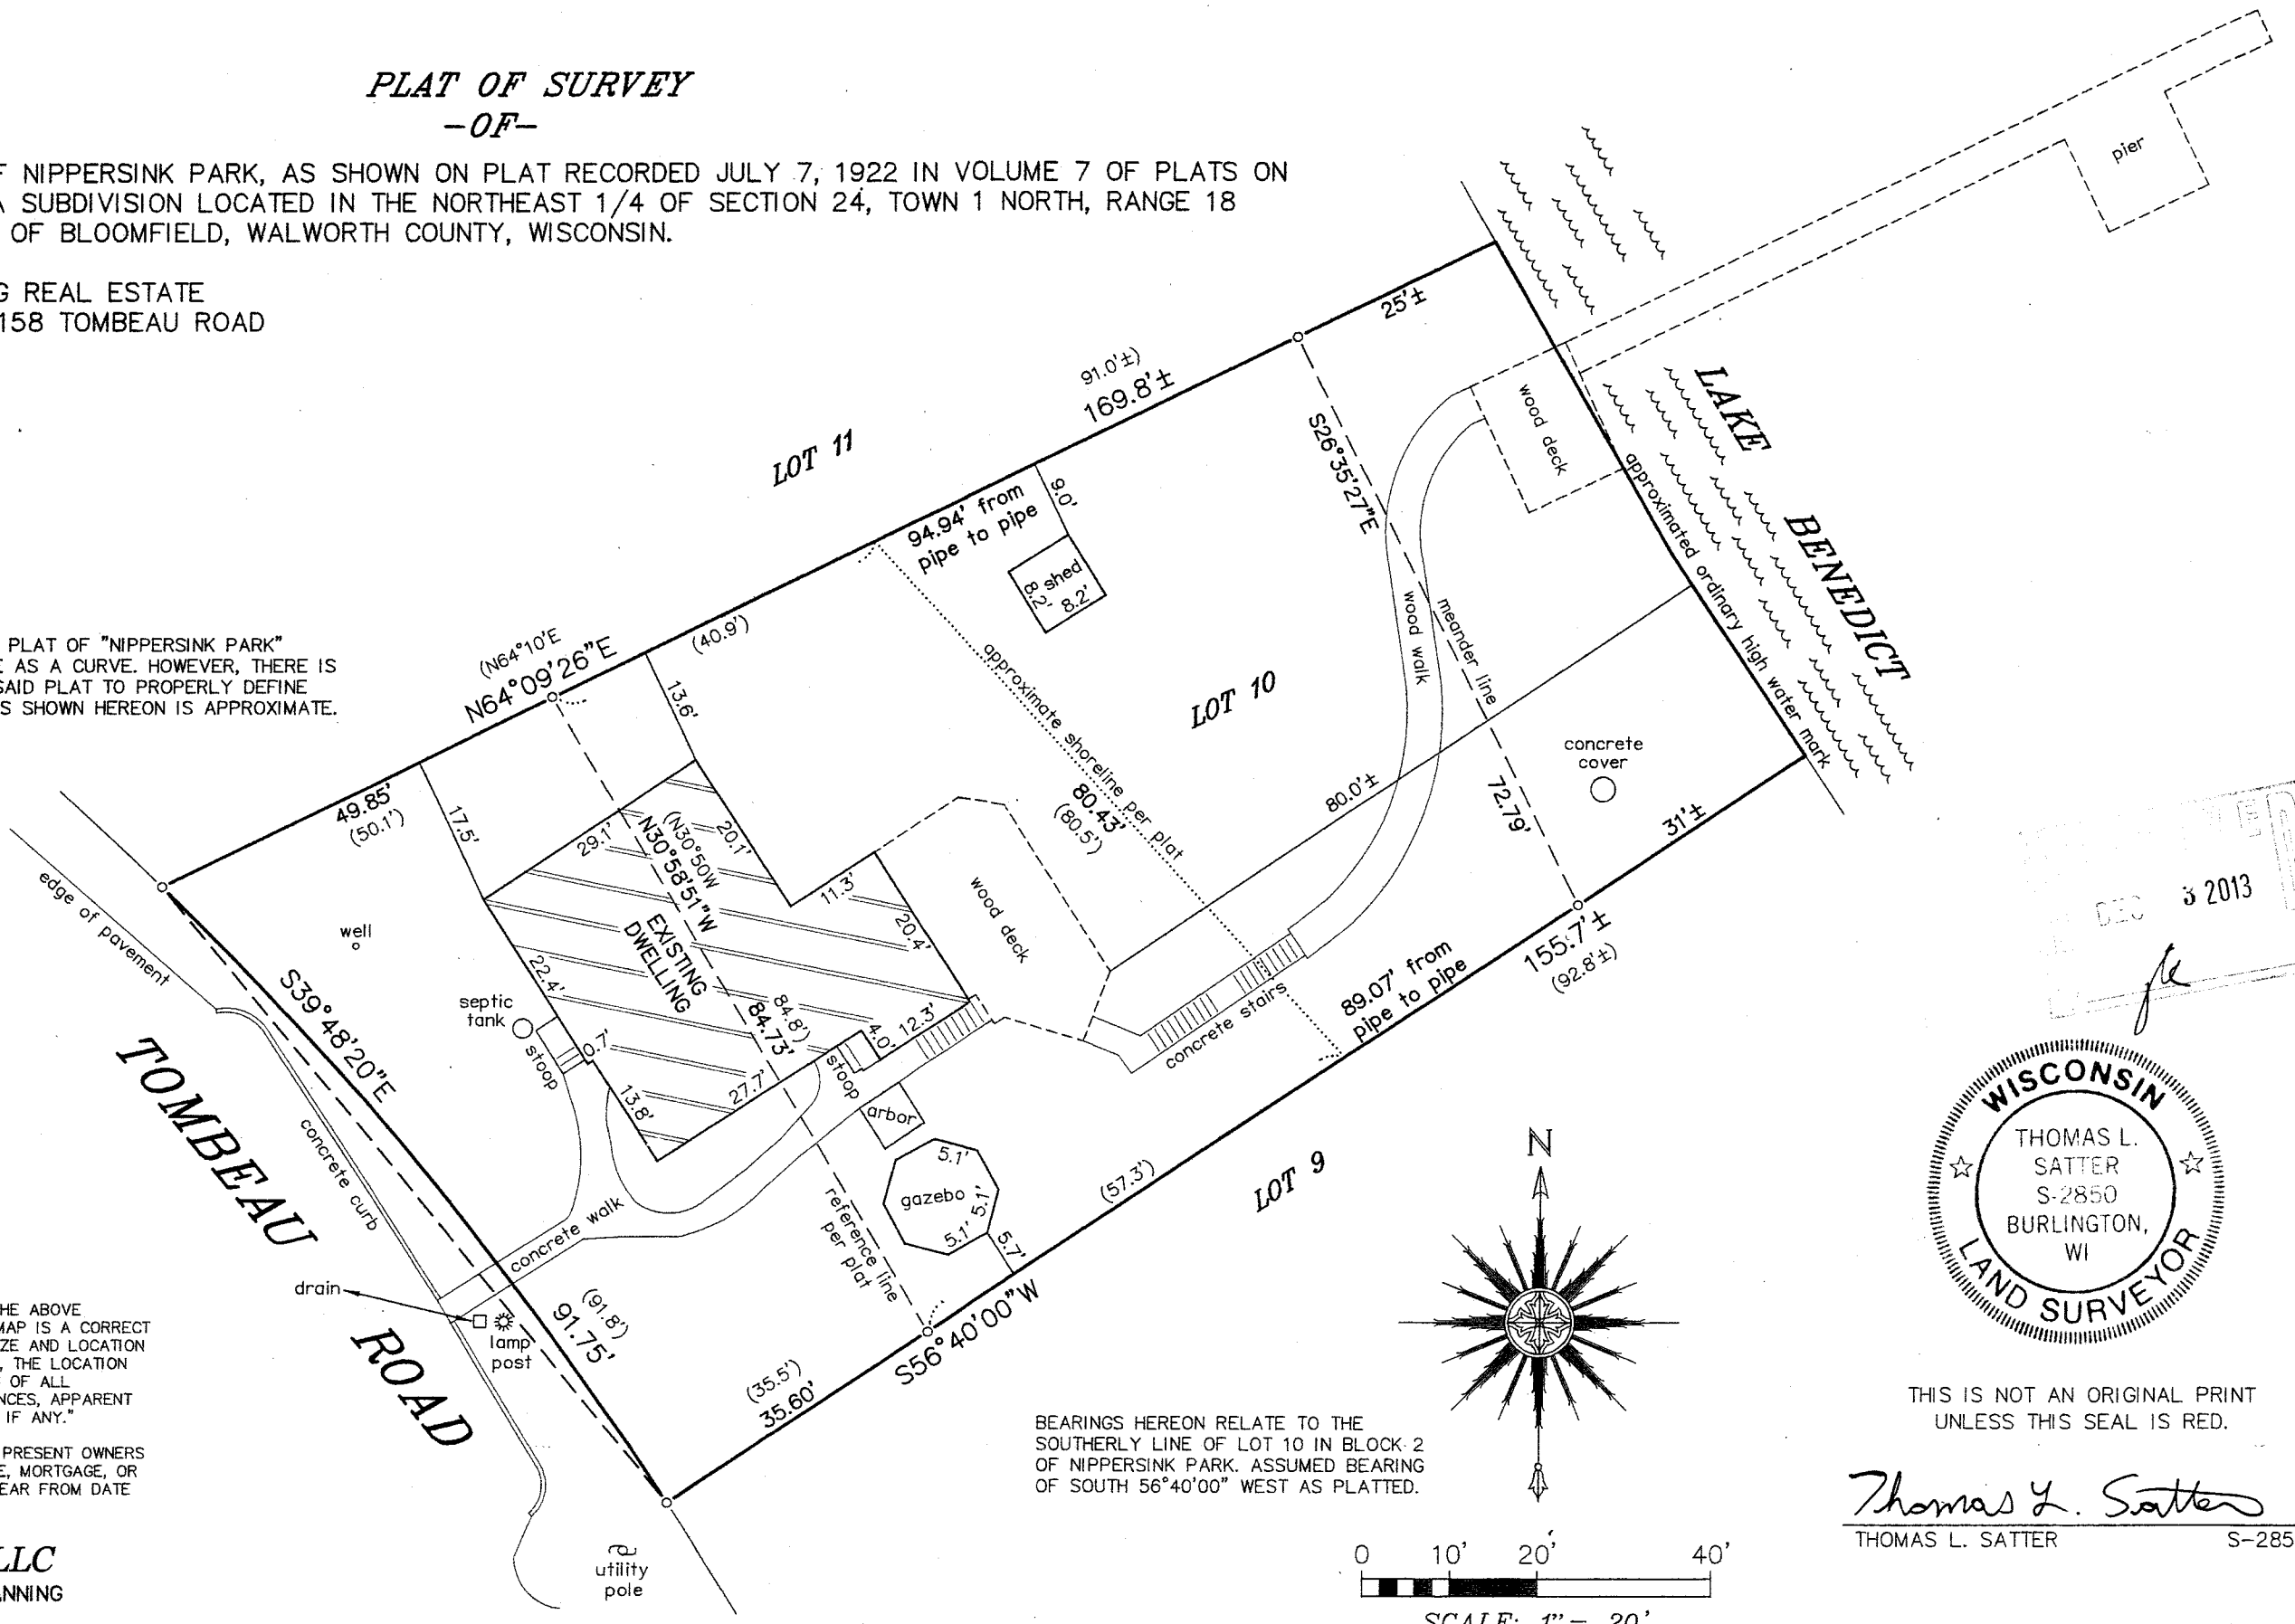 PLAT OF SURVEY
-OF-
F NIPPERSINK PARK, AS SHOWN ON PLAT RECORDED JULY 7, 1922 IN VOLUME 7 OF PLATS ON
A SUBDIVISION LOCATED IN THE NORTHEAST 1/4 OF SECTION 24, TOWN 1 NORTH, RANGE 18
OF BLOOMFIELD, WALWORTH COUNTY, WISCONSIN.
G REAL ESTATE
158 TOMBEAU ROAD
pier
25'±
91.0'±)
169.8'±
LOT 11
94.94' from
pipe to pipe
9.0'
shed
8.2'
8.2'
S26°35'27"E
meander line
72.79'
wood walk
wood deck
LAKE
BENEDICT
approximated ordinary high water mark
PLAT OF "NIPPERSINK PARK"
E AS A CURVE. HOWEVER, THERE IS
SAID PLAT TO PROPERLY DEFINE
S SHOWN HEREON IS APPROXIMATE.
(N64°10'E
N64°09'26"E
(40.9')
13.6'
49.85'
(50.1')
17.5'
approximate shoreline per plat
80.43'
(80.5')
LOT 10
80.0'±
concrete
cover
31'±
155.7'±
(92.8'±)
edge of pavement
well
septic
tank
stoop
29.1'
20.1'
11.3'
20.4'
22.4'
0.7'
13.8'
27.7'
4.0'
12.3'
(N30°50W
N30°58'51"W
EXISTING
DWELLING
84.8')
84.73'
stoop
arbor
wood deck
concrete stairs
89.07' from
pipe to pipe
S39°48'20"E
concrete curb
concrete walk
TOMBEAU
ROAD
gazebo
5.1'
5.1'
5.1'
5.7'
reference line
per plat
(57.3')
LOT 9
S56°40'00"W
(91.8')
91.75'
drain
lamp
post
(35.5')
35.60'
utility
pole
HE ABOVE
MAP IS A CORRECT
ZE AND LOCATION
, THE LOCATION
OF ALL
NCES, APPARENT
IF ANY."
PRESENT OWNERS
E, MORTGAGE, OR
EAR FROM DATE
LLC
ANNING
BEARINGS HEREON RELATE TO THE
SOUTHERLY LINE OF LOT 10 IN BLOCK 2
OF NIPPERSINK PARK. ASSUMED BEARING
OF SOUTH 56°40'00" WEST AS PLATTED.
N
0 10' 20' 40'
SCALE: 1" = 20'
DEC 3 2013
jk
WISCONSIN
THOMAS L.
SATTER
S-2850
BURLINGTON,
WI
LAND SURVEYOR
THIS IS NOT AN ORIGINAL PRINT
UNLESS THIS SEAL IS RED.
Thomas L. Satter
THOMAS L. SATTER S-285